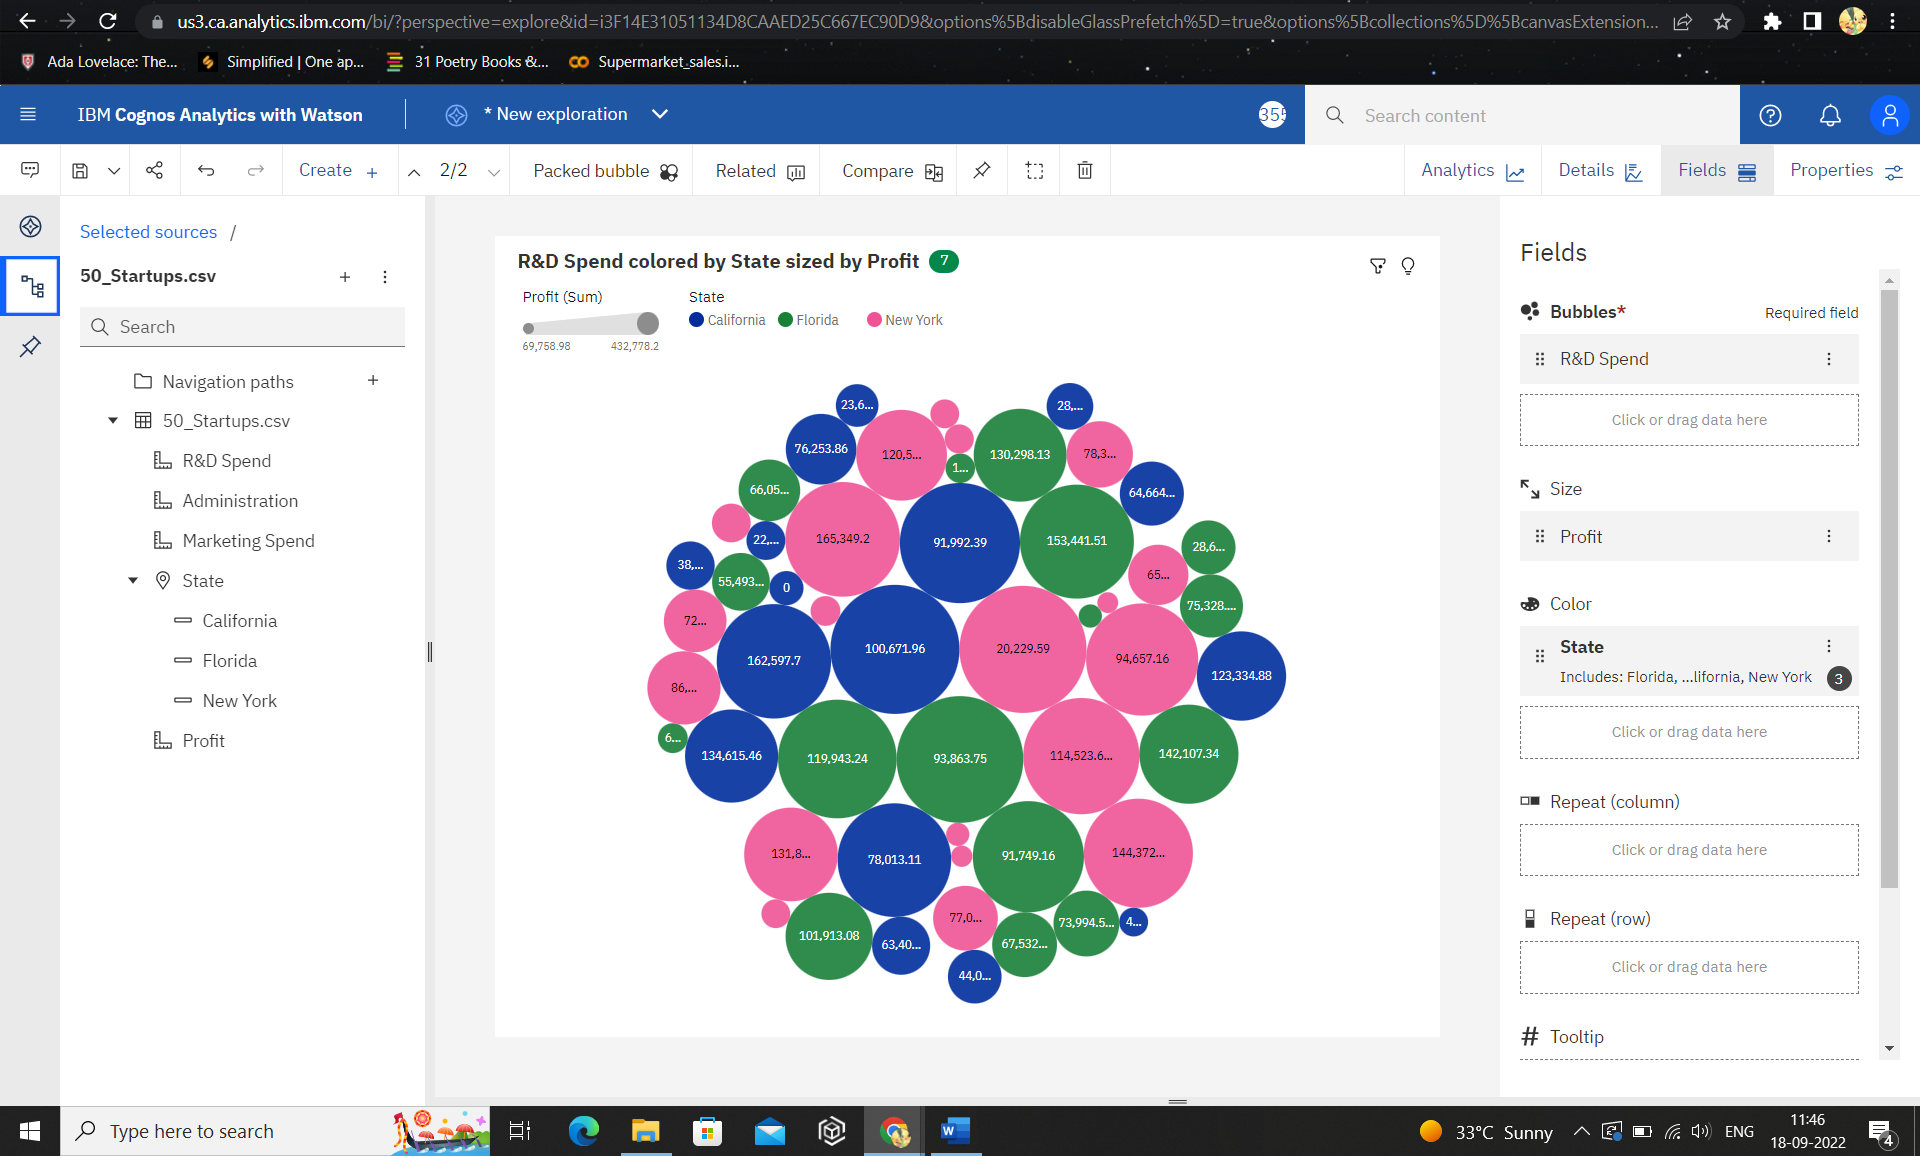 us3.ca.analytics.ibm.com/bi/?perspective=explore&id=i3F14E31051134D8CAAED25C667EC90D9&options%5BdisableGlassPrefetch%5D=true&options%5Bcollections%5D%5BcanvasExtension...
Ada Lovelace: The...
Simplified | One ap...
31 Poetry Books &...
Supermarket_sales.i...
IBM Cognos Analytics with Watson
* New exploration
355
Search content
Create +
2/2
Packed bubble
Related
Compare
Analytics
Details
Fields
Properties
Selected sources /
50_Startups.csv
Search
Navigation paths
50_Startups.csv
R&D Spend
Administration
Marketing Spend
State
California
Florida
New York
Profit
R&D Spend colored by State sized by Profit 7
Profit (Sum)
69,758.98 432,778.2
State
California Florida New York
23,6...
28,...
76,253.86
120,5...
130,298.13
78,3...
1...
66,05...
64,664...
165,349.2
91,992.39
153,441.51
22,...
28,6...
38,...
55,493...
0
65...
75,328....
72...
162,597.7
100,671.96
20,229.59
94,657.16
123,334.88
86,...
6...
134,615.46
119,943.24
93,863.75
114,523.6...
142,107.34
131,8...
78,013.11
91,749.16
144,372...
101,913.08
63,40...
77,0...
67,532...
73,994.5...
4...
44,0...
Fields
Bubbles* Required field
R&D Spend
Click or drag data here
Size
Profit
Color
State
Includes: Florida, ...lifornia, New York 3
Click or drag data here
Repeat (column)
Click or drag data here
Repeat (row)
Click or drag data here
Tooltip
Type here to search
33°C Sunny
ENG
11:46
18-09-2022
4